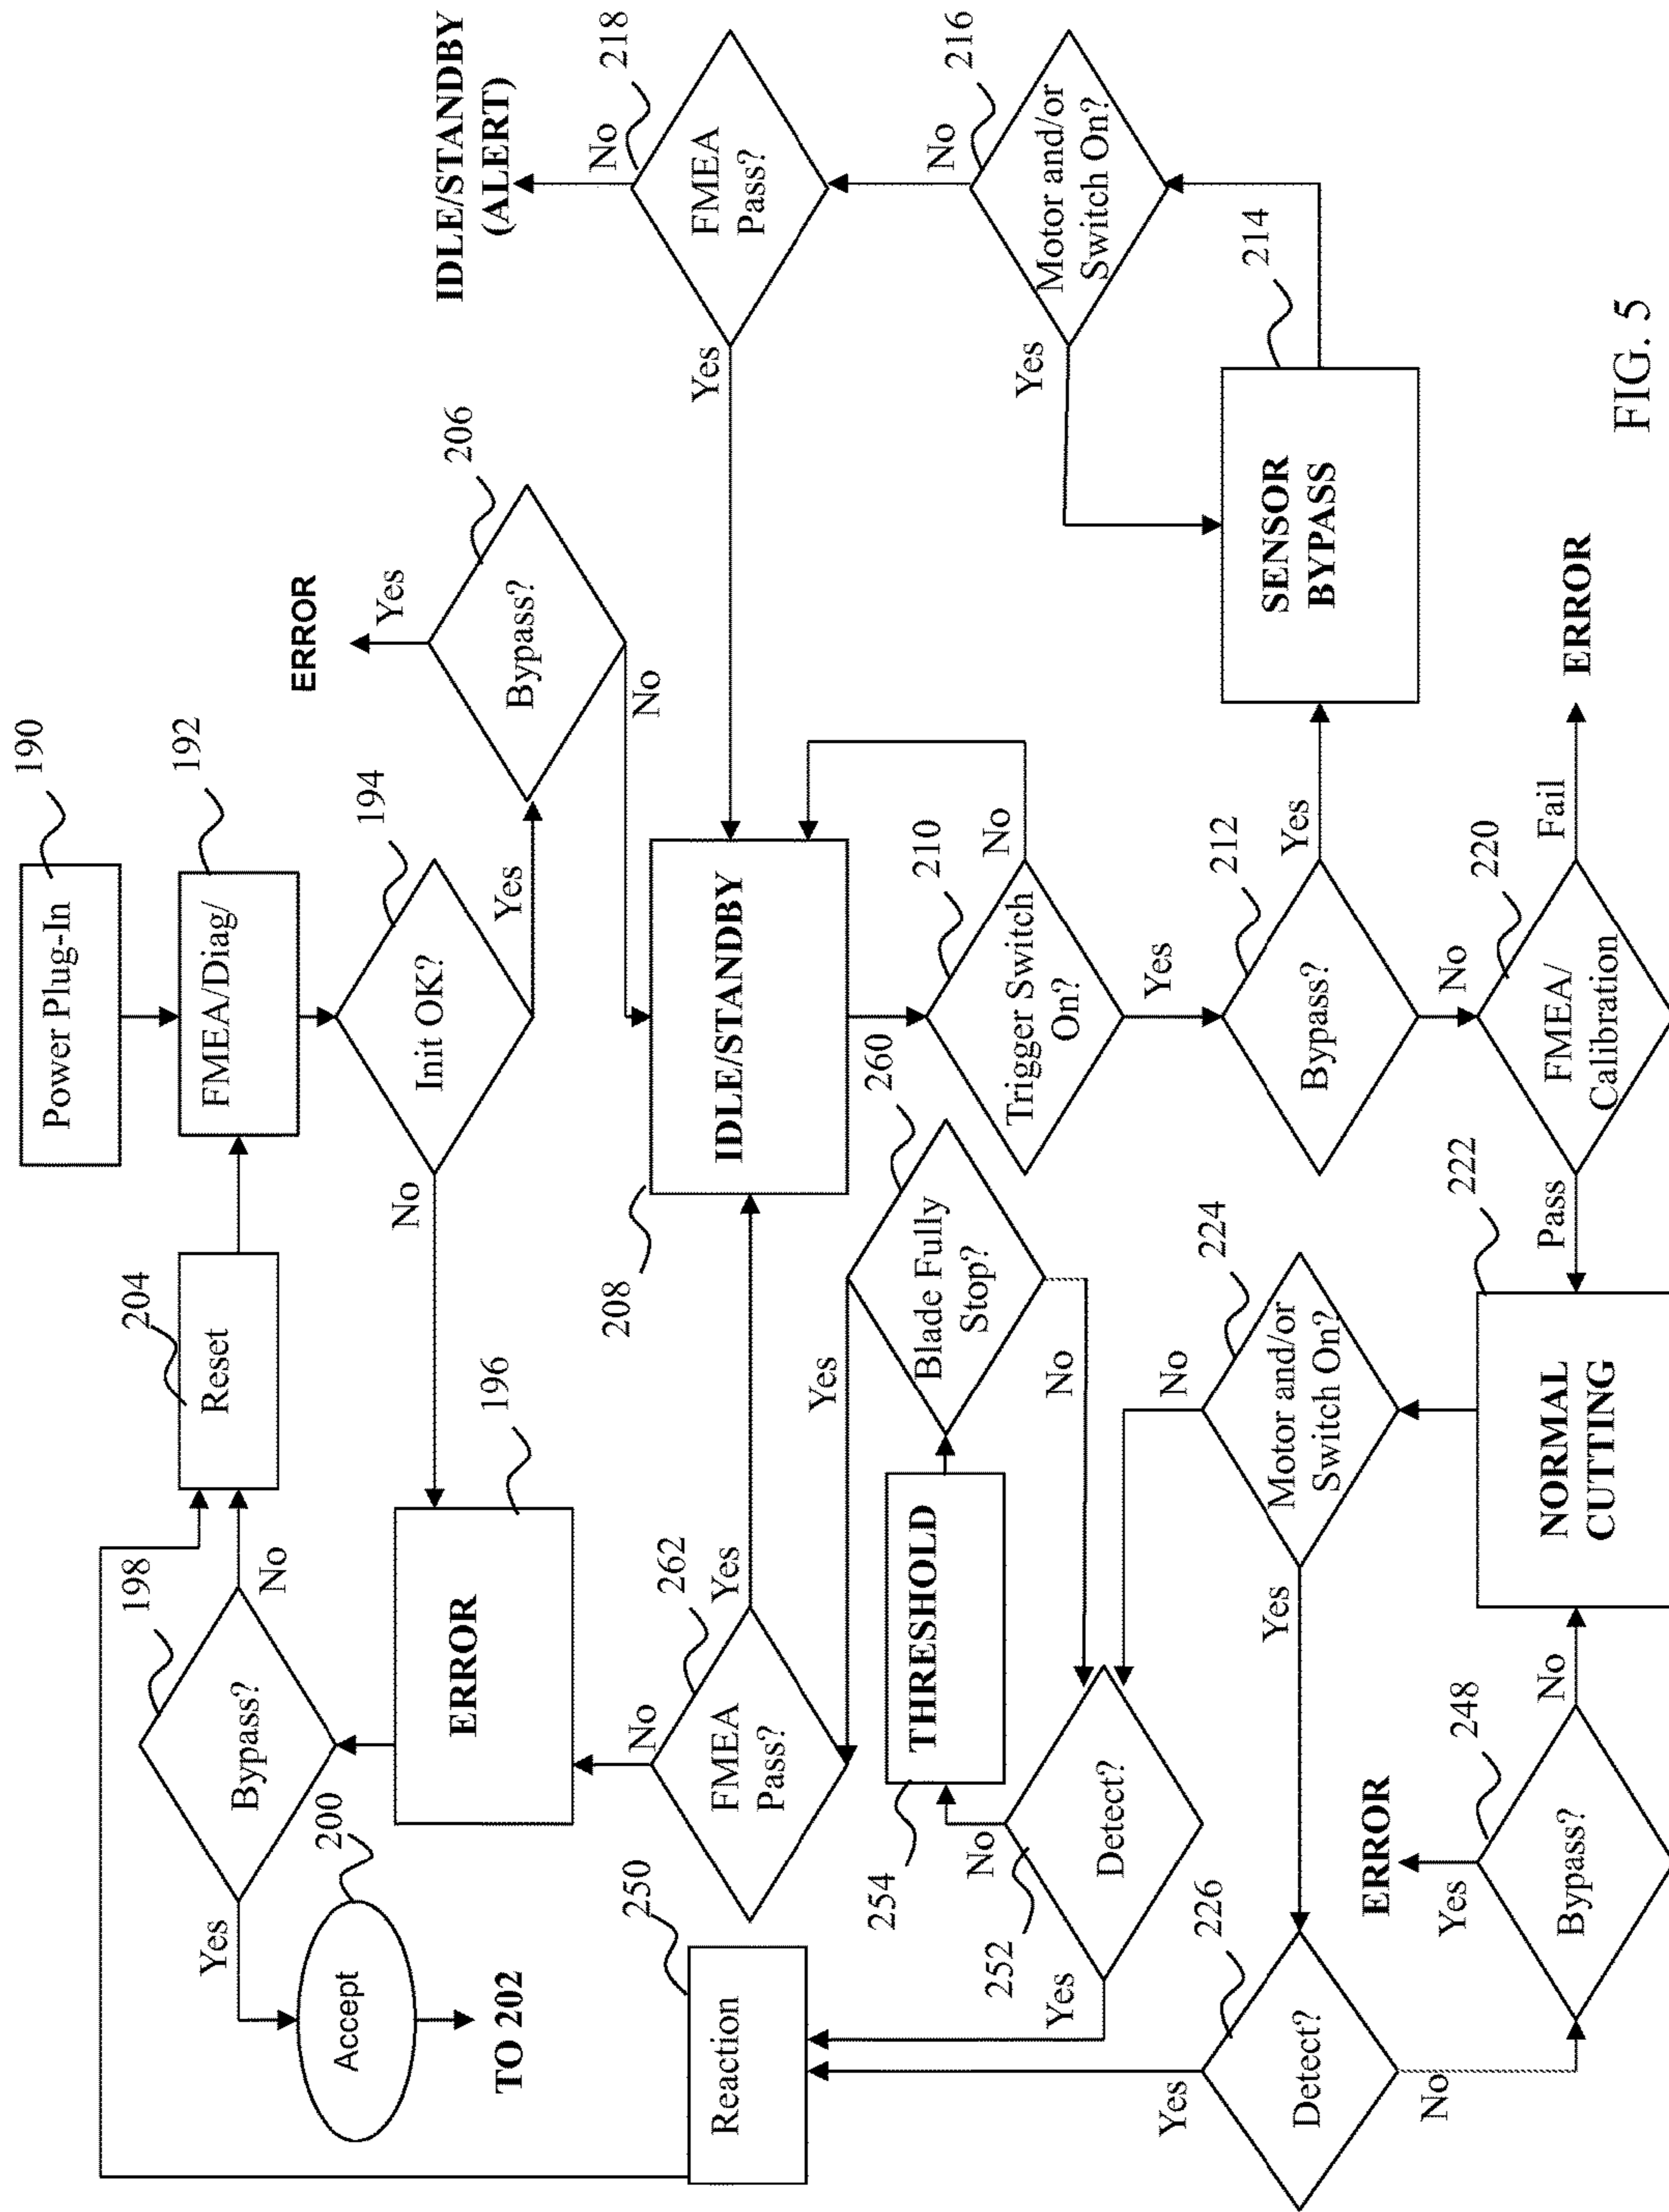 190
Power Plug-In
192
FMEA/Diag/
204
Reset
194
Init OK?
No
Yes
198
Bypass?
No
Yes
200
Accept
TO 202
196
ERROR
206
Bypass?
Yes
No
ERROR
208
IDLE/STANDBY
IDLE/STANDBY
(ALERT)
218
FMEA
Pass?
No
Yes
216
Motor and/or
Switch On?
No
Yes
214
SENSOR
BYPASS
210
Trigger Switch
On?
No
Yes
212
Bypass?
Yes
No
220
FMEA/
Calibration
Fail
ERROR
Pass
222
NORMAL
CUTTING
224
Motor and/or
Switch On?
No
Yes
260
Blade Fully
Stop?
Yes
No
254
THRESHOLD
262
FMEA
Pass?
Yes
No
252
Detect?
No
Yes
250
Reaction
226
Detect?
Yes
No
248
Bypass?
Yes
No
ERROR
FIG. 5